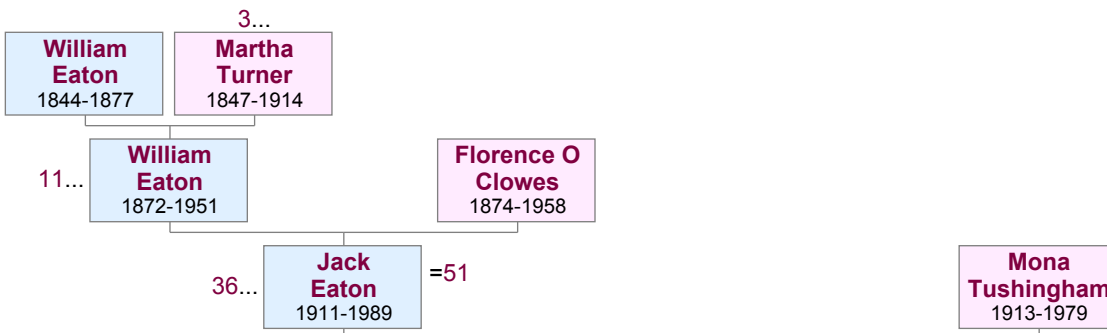 3...
William
Eaton
1844-1877
Martha
Turner
1847-1914
11...
William
Eaton
1872-1951
Florence O
Clowes
1874-1958
36...
Jack
Eaton
1911-1989
=51
Mona
Tushingham
1913-1979